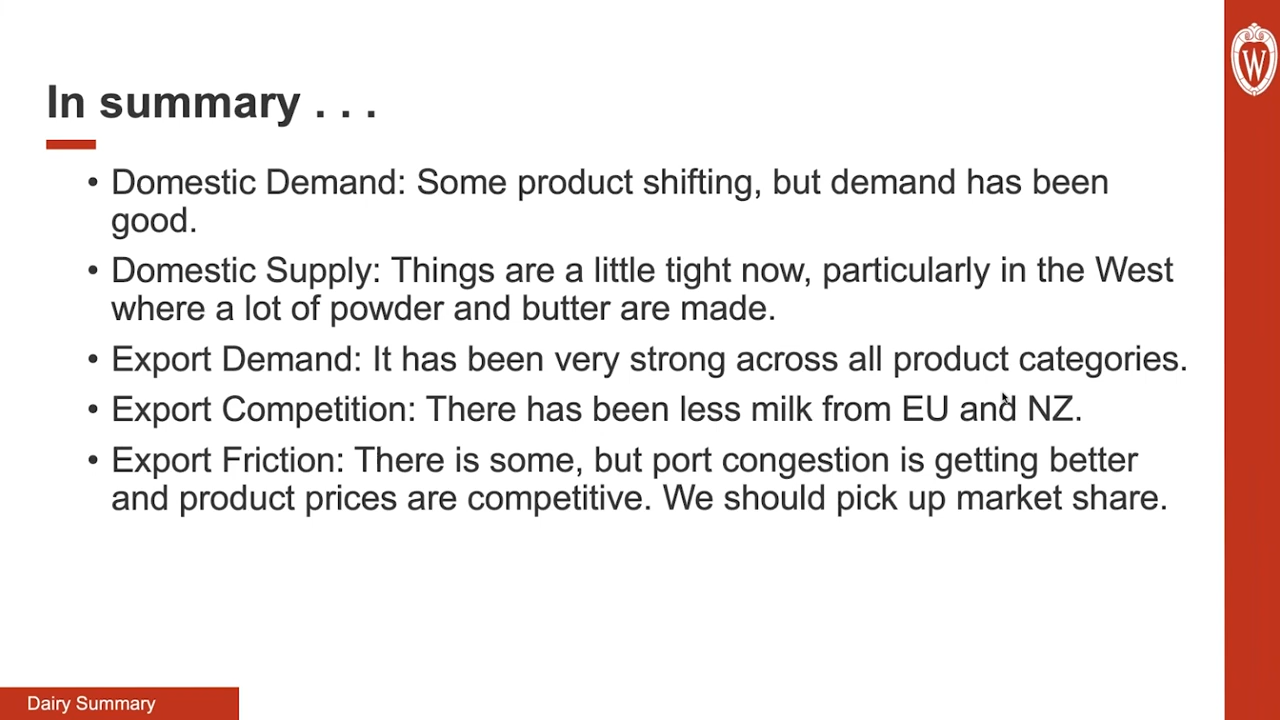 In summary . . .
• Domestic Demand: Some product shifting, but demand has been
good.
• Domestic Supply: Things are a little tight now, particularly in the West
where a lot of powder and butter are made.
• Export Demand: It has been very strong across all product categories.
• Export Competition: There has been less milk from EU and NZ.
• Export Friction: There is some, but port congestion is getting better
and product prices are competitive. We should pick up market share.
Dairy Summary
W